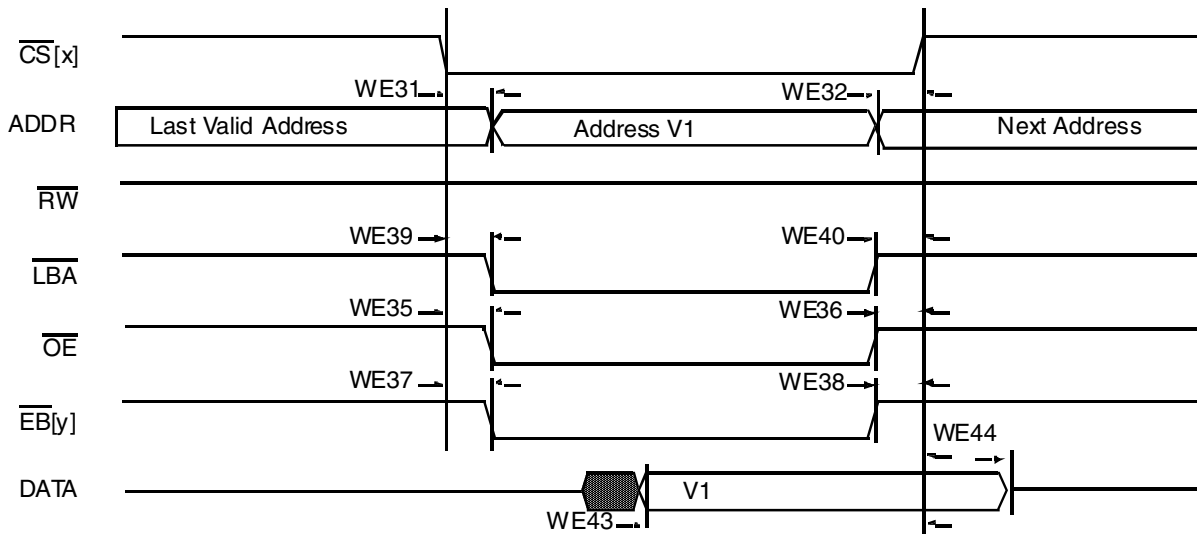 CS[x]
WE31
WE32
ADDR
Last Valid Address
Address V1
Next Address
RW
WE39
WE40
LBA
WE35
WE36
OE
WE37
WE38
EB[y]
WE44
DATA
V1
WE43